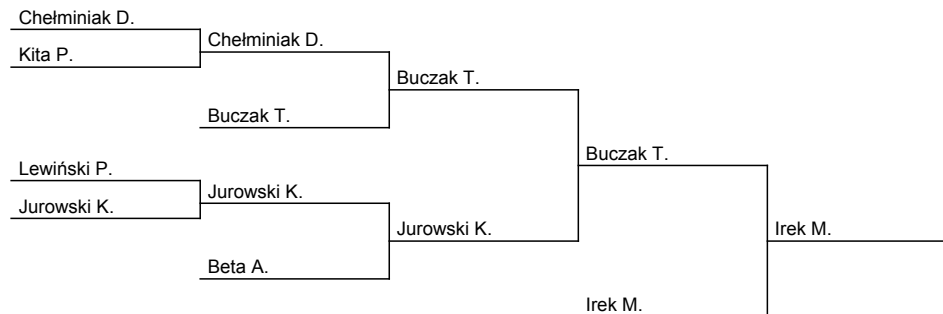 Chełminiak D.
Kita P.
Chełminiak D.
Buczak T.
Buczak T.
Lewiński P.
Jurowski K.
Jurowski K.
Beta A.
Jurowski K.
Buczak T.
Irek M.
Irek M.